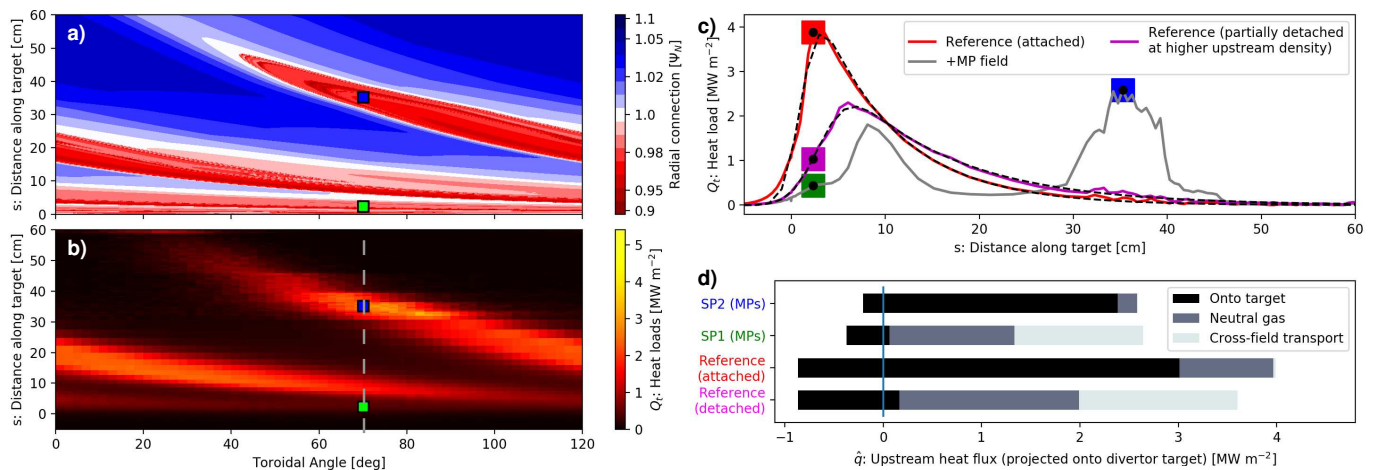 a)
s: Distance along target [cm]
60
50
40
30
20
10
0
1.1
1.05
1.02
1.01
1.0
0.98
0.97
0.95
0.9
Radial connection [Ψ_N]
b)
s: Distance along target [cm]
60
50
40
30
20
10
0
0
20
40
60
80
100
120
Toroidal Angle [deg]
5
4
3
2
1
0
Q_t: Heat loads [MW m⁻²]
c)
Q_t: Heat load [MW m⁻²]
4
3
2
1
0
Reference (attached)
+MP field
Reference (partially detached
at higher upstream density)
0
10
20
30
40
50
60
s: Distance along target [cm]
d)
SP2 (MPs)
SP1 (MPs)
Reference
(attached)
Reference
(detached)
Onto target
Neutral gas
Cross-field transport
−1
0
1
2
3
4
q̂: Upstream heat flux (projected onto divertor target) [MW m⁻²]